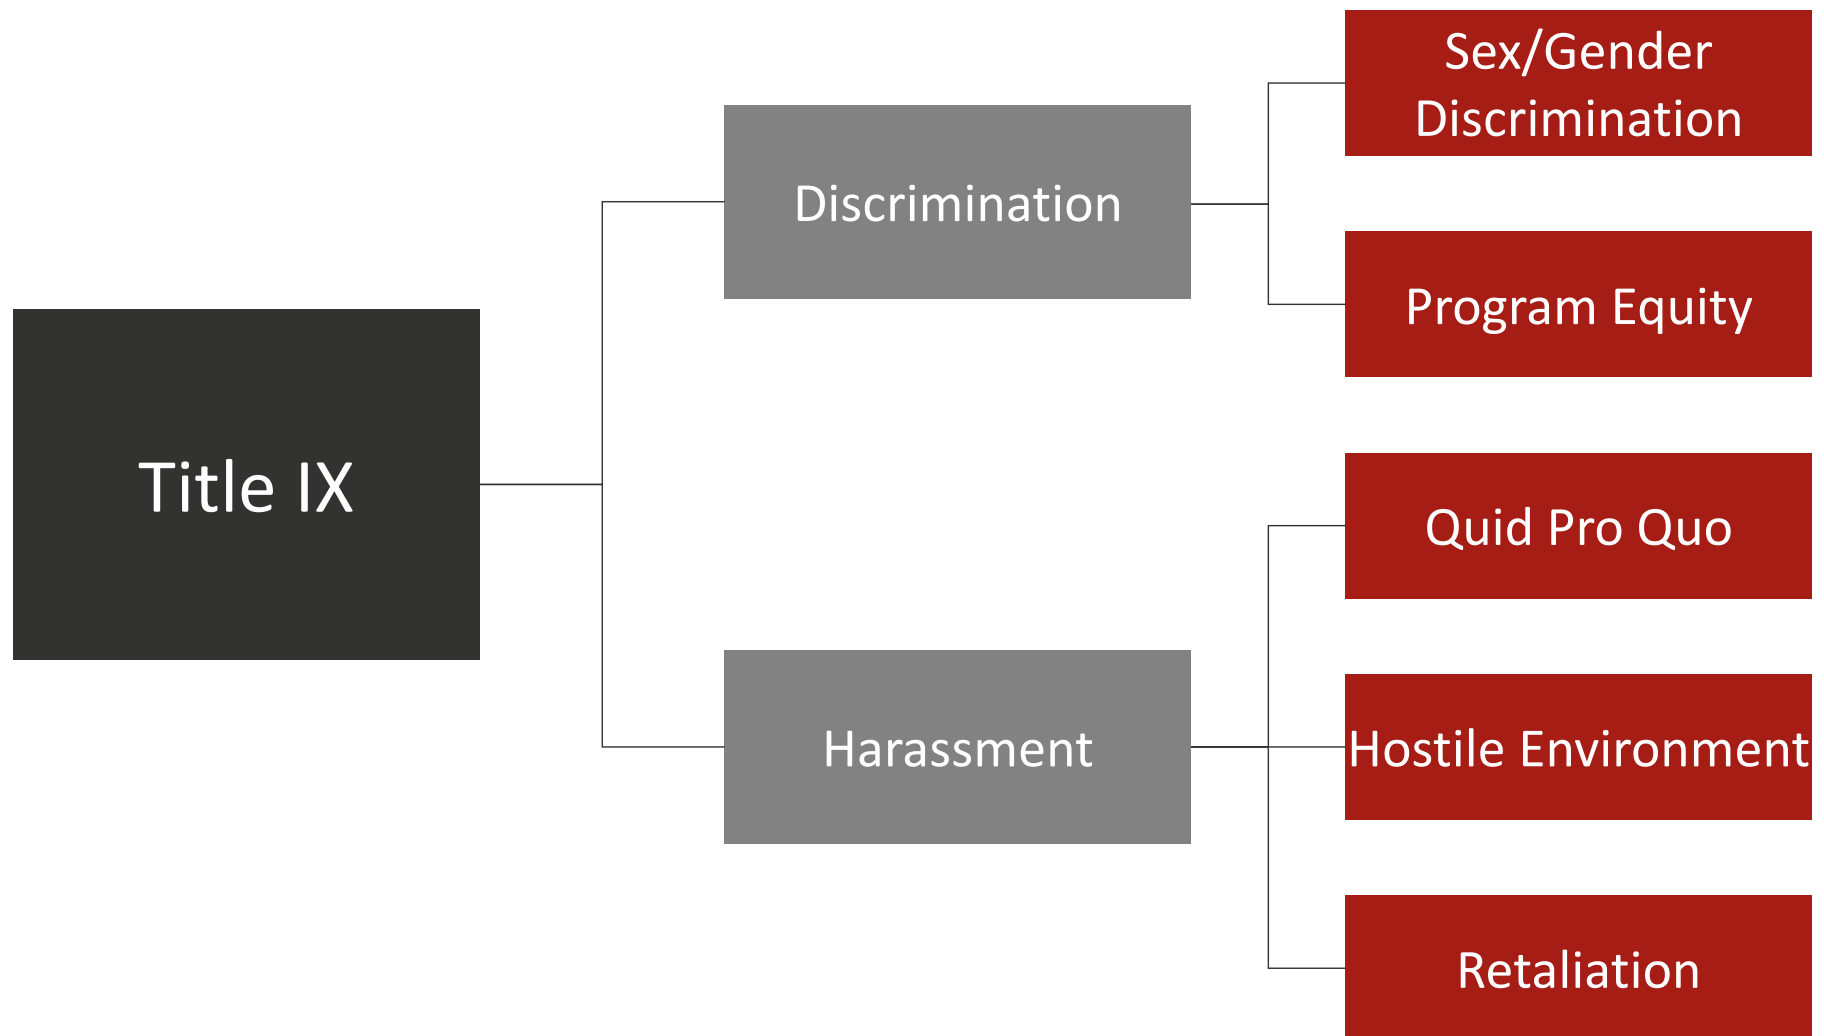 Title IX
Discrimination
Sex/Gender
Discrimination
Program Equity
Harassment
Quid Pro Quo
Hostile Environment
Retaliation